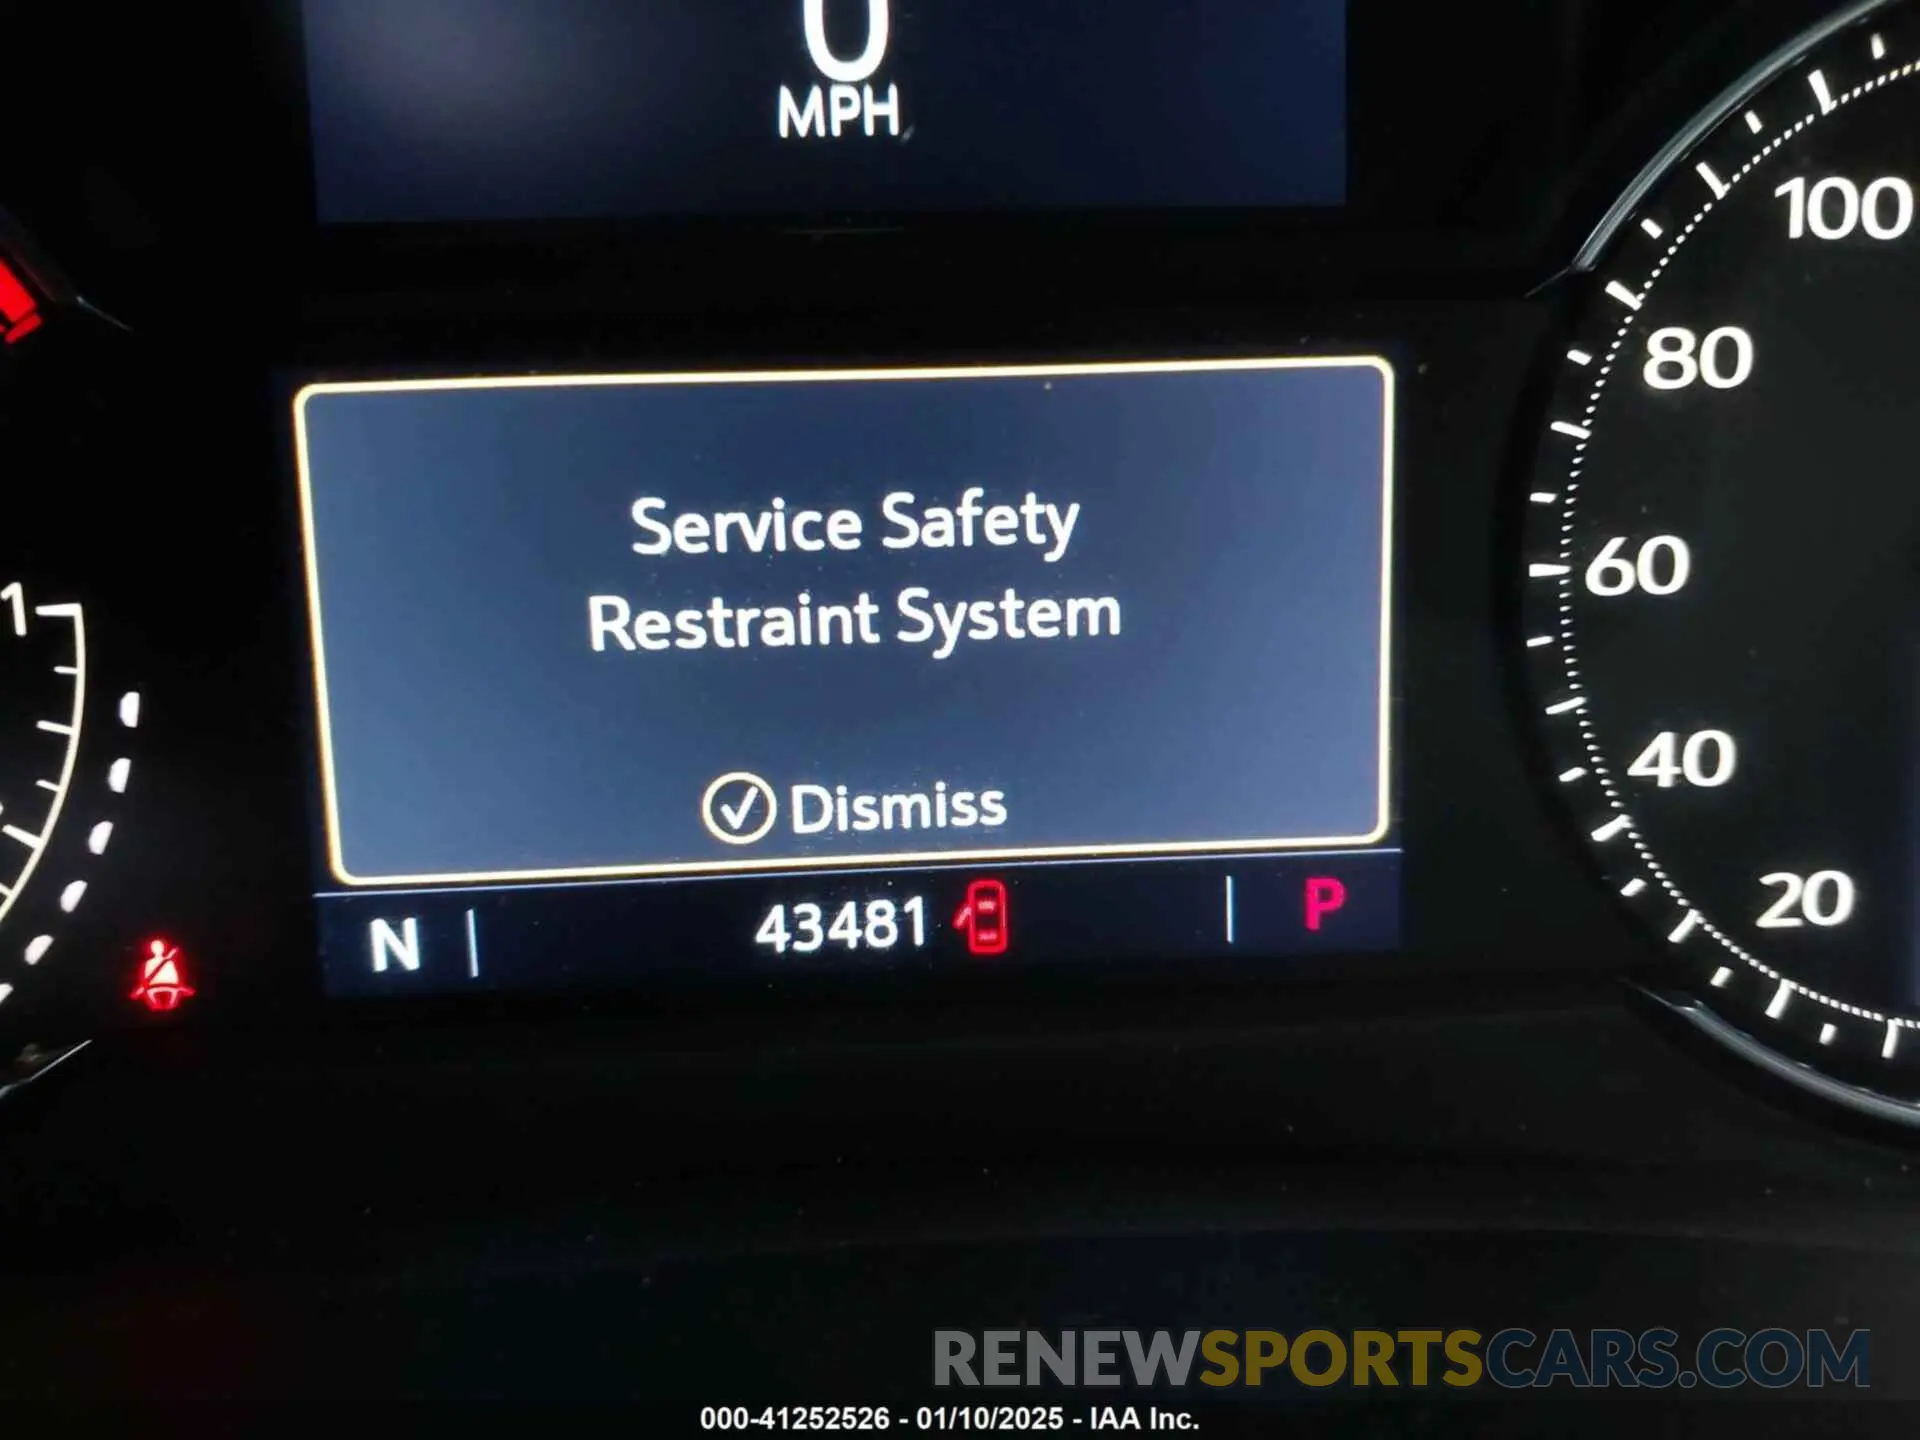 0
MPH
100
80
Service Safety
Restraint System
60
1
40
Dismiss
20
N 43481 P
RENEWSPORTSCARS.COM
000-41252526 - 01/10/2025 - IAA Inc.